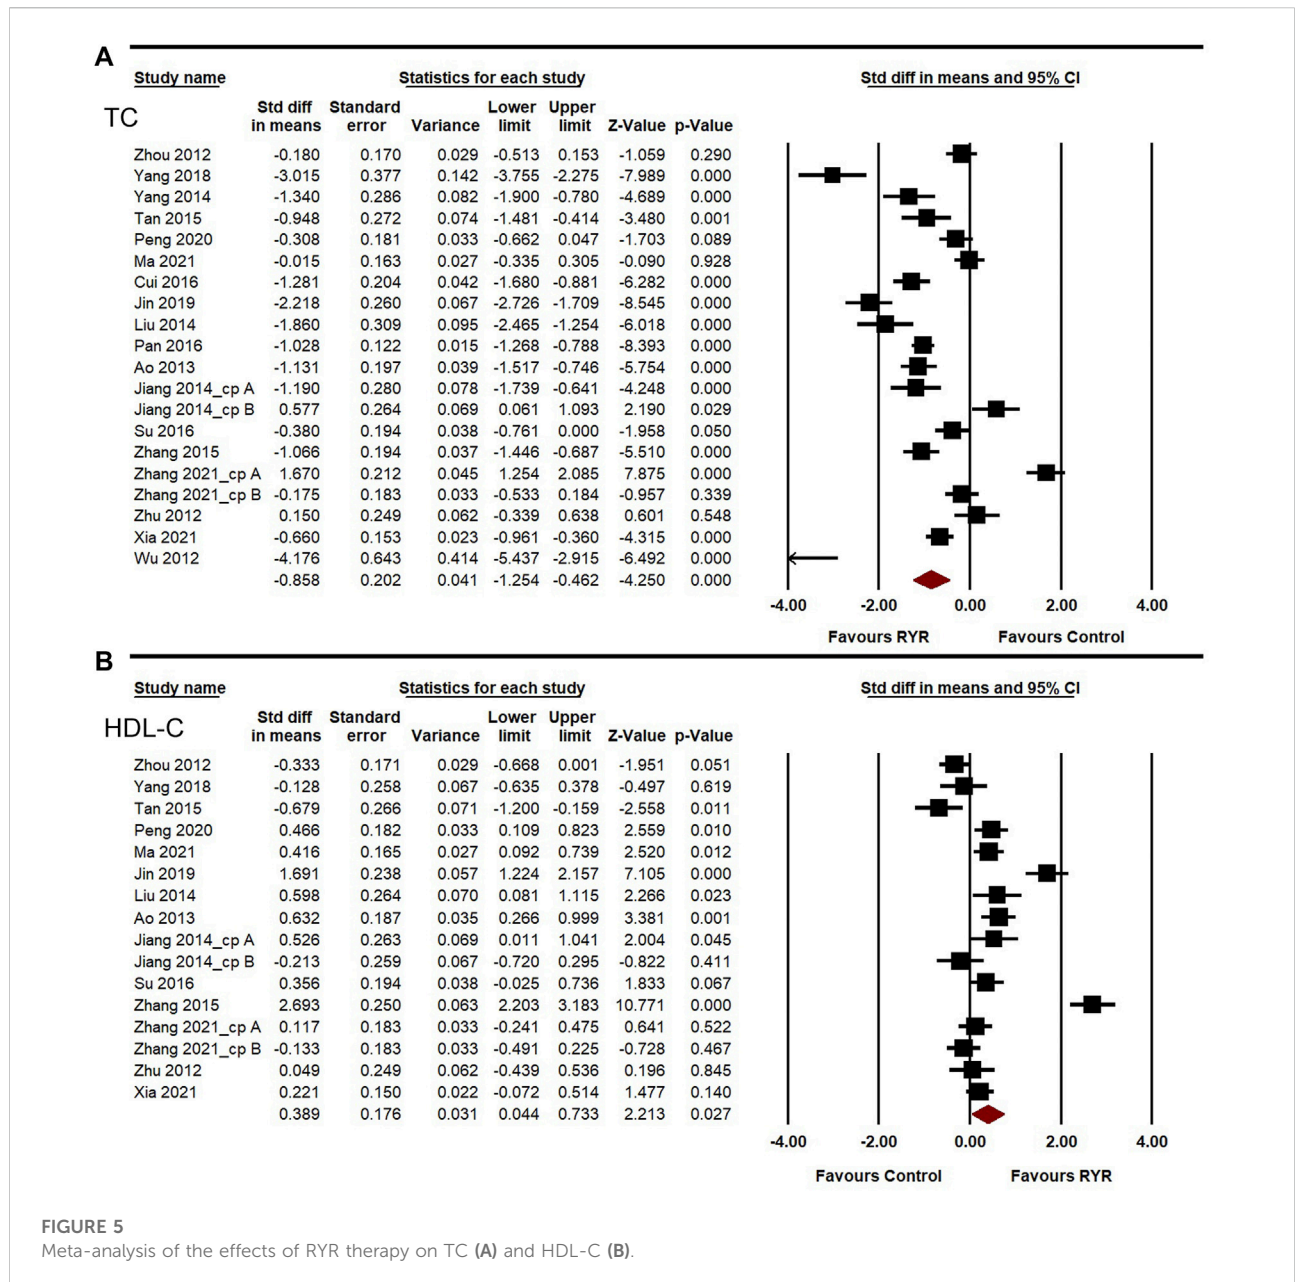 A
Study name Statistics for each study Std diff in means and 95% CI
TC
Std diff Standard Lower Upper
in means error Variance limit limit Z-Value p-Value
Zhou 2012 -0.180 0.170 0.029 -0.513 0.153 -1.059 0.290
Yang 2018 -3.015 0.377 0.142 -3.755 -2.275 -7.989 0.000
Yang 2014 -1.340 0.286 0.082 -1.900 -0.780 -4.689 0.000
Tan 2015 -0.948 0.272 0.074 -1.481 -0.414 -3.480 0.001
Peng 2020 -0.308 0.181 0.033 -0.662 0.047 -1.703 0.089
Ma 2021 -0.015 0.163 0.027 -0.335 0.305 -0.090 0.928
Cui 2016 -1.281 0.204 0.042 -1.680 -0.881 -6.282 0.000
Jin 2019 -2.218 0.260 0.067 -2.726 -1.709 -8.545 0.000
Liu 2014 -1.860 0.309 0.095 -2.465 -1.254 -6.018 0.000
Pan 2016 -1.028 0.122 0.015 -1.268 -0.788 -8.393 0.000
Ao 2013 -1.131 0.197 0.039 -1.517 -0.746 -5.754 0.000
Jiang 2014_cp A -1.190 0.280 0.078 -1.739 -0.641 -4.248 0.000
Jiang 2014_cp B 0.577 0.264 0.069 0.061 1.093 2.190 0.029
Su 2016 -0.380 0.194 0.038 -0.761 0.000 -1.958 0.050
Zhang 2015 -1.066 0.194 0.037 -1.446 -0.687 -5.510 0.000
Zhang 2021_cp A 1.670 0.212 0.045 1.254 2.085 7.875 0.000
Zhang 2021_cp B -0.175 0.183 0.033 -0.533 0.184 -0.957 0.339
Zhu 2012 0.150 0.249 0.062 -0.339 0.638 0.601 0.548
Xia 2021 -0.660 0.153 0.023 -0.961 -0.360 -4.315 0.000
Wu 2012 -4.176 0.643 0.414 -5.437 -2.915 -6.492 0.000
-0.858 0.202 0.041 -1.254 -0.462 -4.250 0.000
-4.00 -2.00 0.00 2.00 4.00
Favours RYR Favours Control
B
Study name Statistics for each study Std diff in means and 95% CI
HDL-C
Std diff Standard Lower Upper
in means error Variance limit limit Z-Value p-Value
Zhou 2012 -0.333 0.171 0.029 -0.668 0.001 -1.951 0.051
Yang 2018 -0.128 0.258 0.067 -0.635 0.378 -0.497 0.619
Tan 2015 -0.679 0.266 0.071 -1.200 -0.159 -2.558 0.011
Peng 2020 0.466 0.182 0.033 0.109 0.823 2.559 0.010
Ma 2021 0.416 0.165 0.027 0.092 0.739 2.520 0.012
Jin 2019 1.691 0.238 0.057 1.224 2.157 7.105 0.000
Liu 2014 0.598 0.264 0.070 0.081 1.115 2.266 0.023
Ao 2013 0.632 0.187 0.035 0.266 0.999 3.381 0.001
Jiang 2014_cp A 0.526 0.263 0.069 0.011 1.041 2.004 0.045
Jiang 2014_cp B -0.213 0.259 0.067 -0.720 0.295 -0.822 0.411
Su 2016 0.356 0.194 0.038 -0.025 0.736 1.833 0.067
Zhang 2015 2.693 0.250 0.063 2.203 3.183 10.771 0.000
Zhang 2021_cp A 0.117 0.183 0.033 -0.241 0.475 0.641 0.522
Zhang 2021_cp B -0.133 0.183 0.033 -0.491 0.225 -0.728 0.467
Zhu 2012 0.049 0.249 0.062 -0.439 0.536 0.196 0.845
Xia 2021 0.221 0.150 0.022 -0.072 0.514 1.477 0.140
0.389 0.176 0.031 0.044 0.733 2.213 0.027
-4.00 -2.00 0.00 2.00 4.00
Favours Control Favours RYR
FIGURE 5
Meta-analysis of the effects of RYR therapy on TC (A) and HDL-C (B).